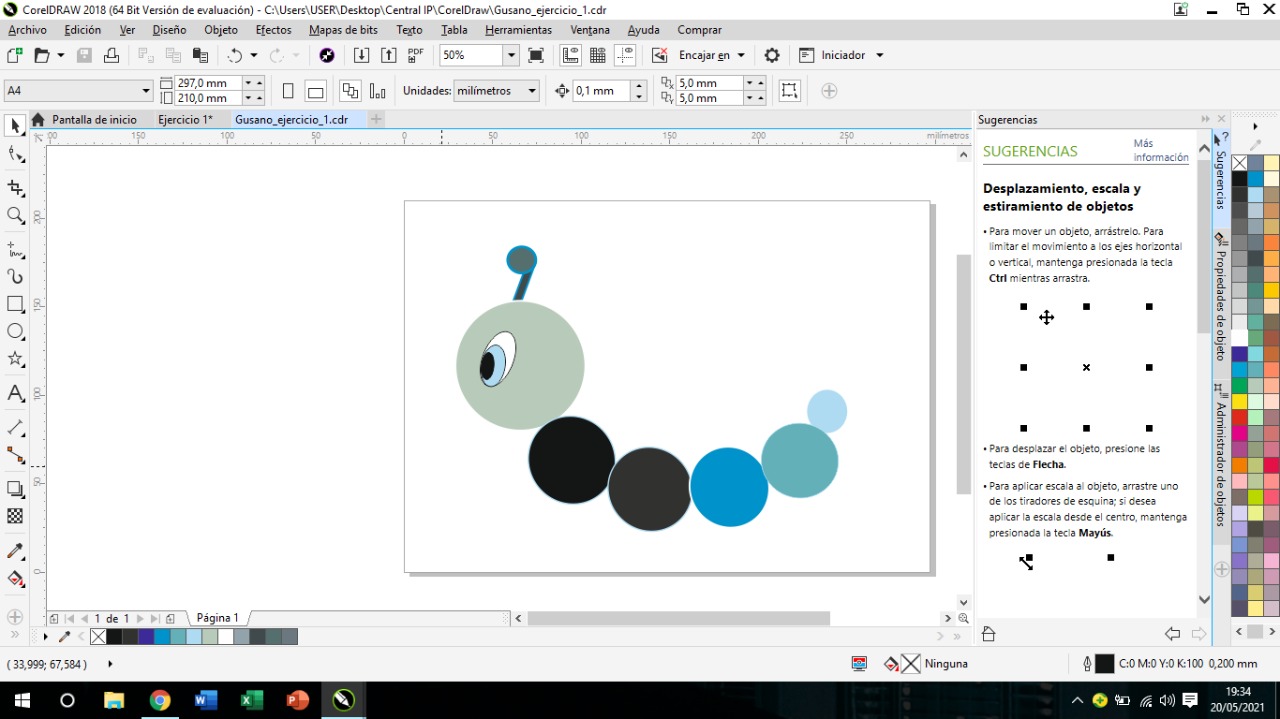 CorelDRAW 2018 (64 Bit Versión de evaluación) - C:\Users\USER\Desktop\Central IP\CorelDraw\Gusano_ejercicio_1.cdr
Archivo Edición Ver Diseño Objeto Efectos Mapas de bits Texto Tabla Herramientas Ventana Ayuda Comprar
PDF 50% Encajar en Iniciador
A4 297,0 mm 210,0 mm Unidades: milímetros 0,1 mm 5,0 mm 5,0 mm
Pantalla de inicio Ejercicio 1* Gusano_ejercicio_1.cdr
00 50 0 50 100 150 200 250 milímetros
200
150
100
50
0
Sugerencias
SUGERENCIAS
Más información
Desplazamiento, escala y
estiramiento de objetos
• Para mover un objeto, arrástrelo. Para
limitar el movimiento a los ejes horizontal
o vertical, mantenga presionada la tecla
Ctrl mientras arrastra.
• Para desplazar el objeto, presione las
teclas de Flecha.
• Para aplicar escala al objeto, arrastre uno
de los tiradores de esquina; si desea
aplicar la escala desde el centro, mantenga
presionada la tecla Mayús.
Sugerencias
Propiedades de objeto
Administrador de objetos
1 de 1 Página 1
( 33,999; 67,584 ) Ninguna C:0 M:0 Y:0 K:100 0,200 mm
19:34
20/05/2021